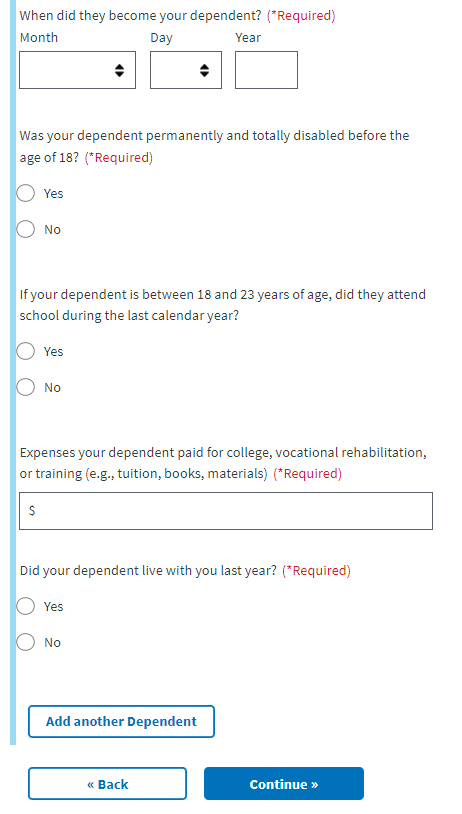 When did they become your dependent? (*Required)
Month Day Year
Was your dependent permanently and totally disabled before the
age of 18? (*Required)
Yes
No
If your dependent is between 18 and 23 years of age, did they attend
school during the last calendar year?
Yes
No
Expenses your dependent paid for college, vocational rehabilitation,
or training (e.g., tuition, books, materials) (*Required)
$
Did your dependent live with you last year? (*Required)
Yes
No
Add another Dependent
« Back Continue »